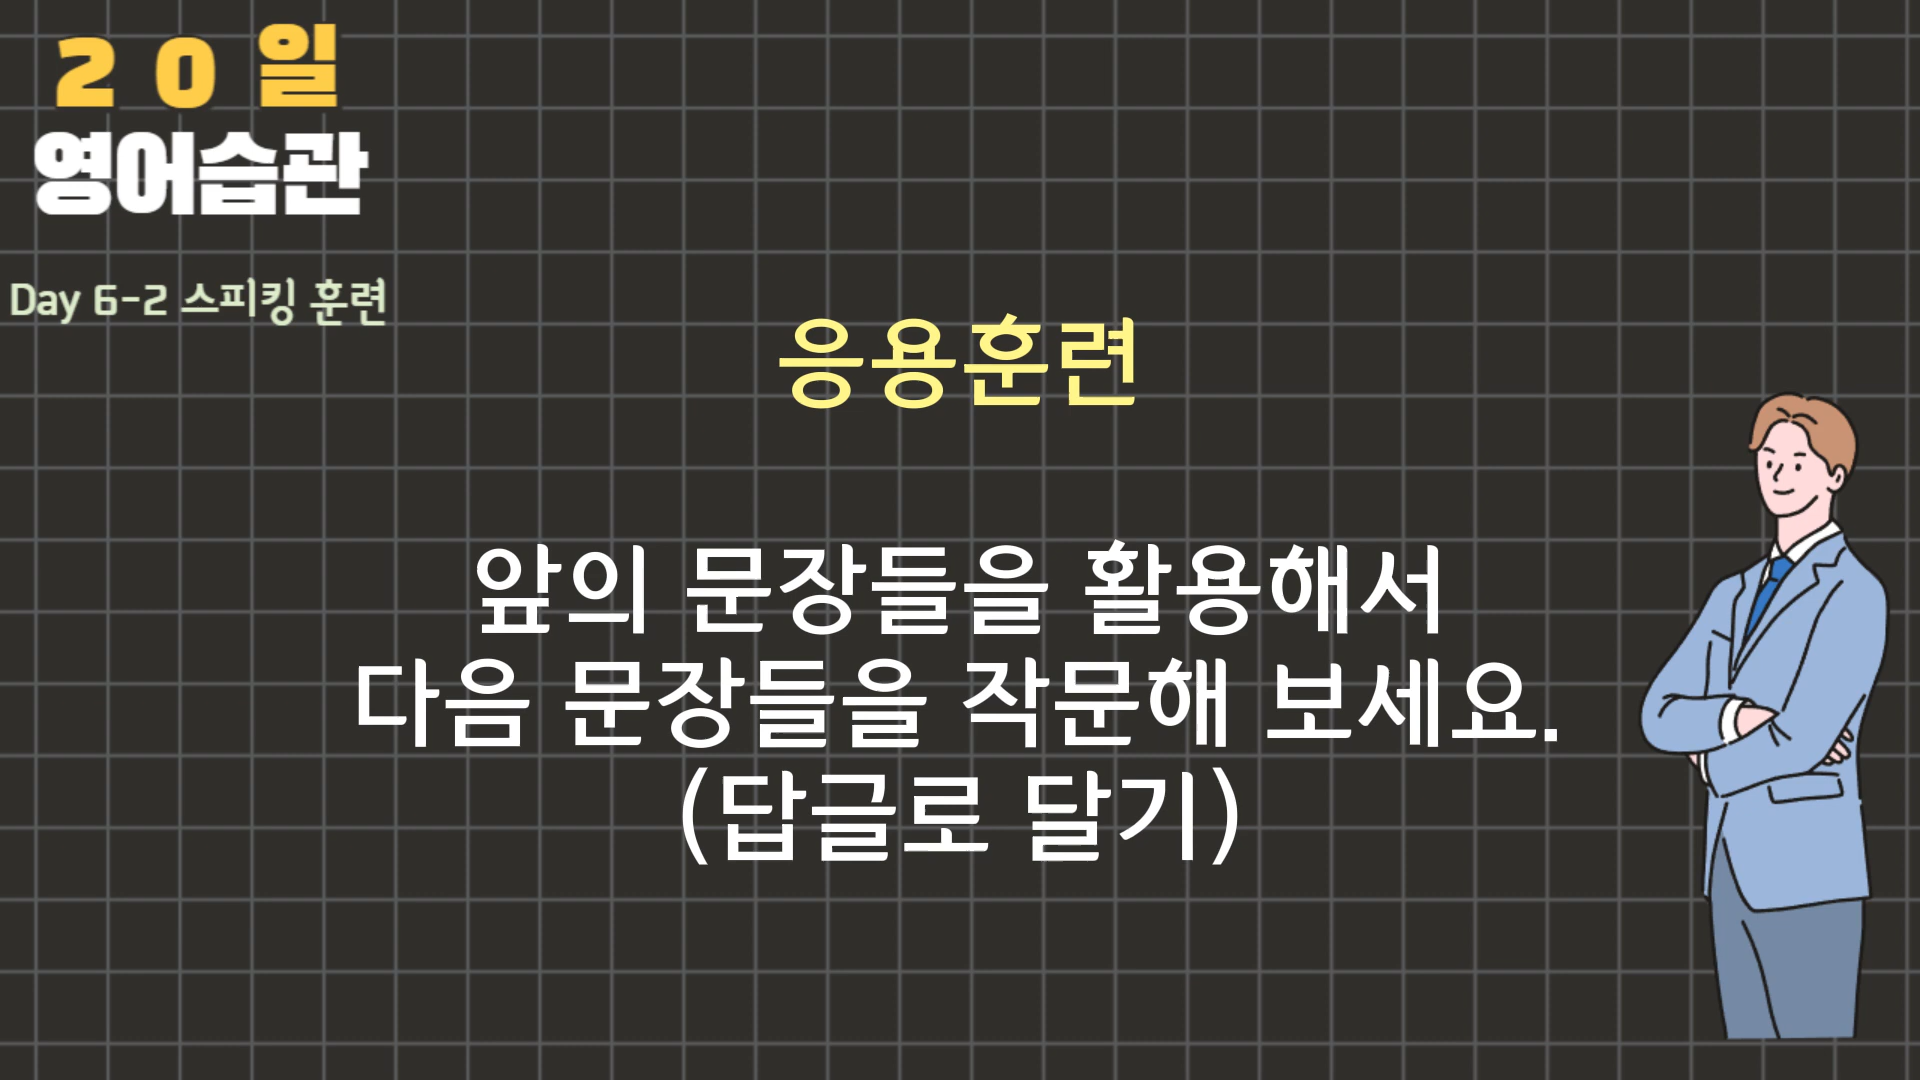 20일
영어습관
Day 6-2 스피킹 훈련
응용훈련
앞의 문장들을 활용해서
다음 문장들을 작문해 보세요.
(답글로 달기)